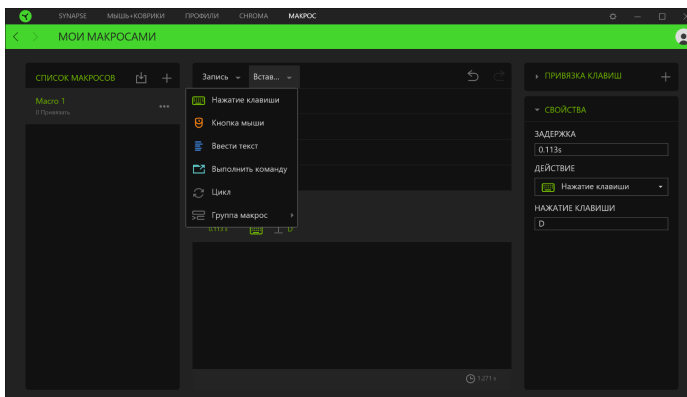 SYNAPSE МЫШЬ+КОВРИКИ ПРОФИЛИ CHROMA МАКРОС
МОИ МАКРОСАМИ
СПИСОК МАКРОСОВ
Macro 1
0 Привязать
Запись Встав...
Нажатие клавиши
Кнопка мыши
Ввести текст
Выполнить команду
Цикл
Группа макрос
0.113 s D
1.271 s
ПРИВЯЗКА КЛАВИШ
СВОЙСТВА
ЗАДЕРЖКА
0.113s
ДЕЙСТВИЕ
Нажатие клавиши
НАЖАТИЕ КЛАВИШИ
D